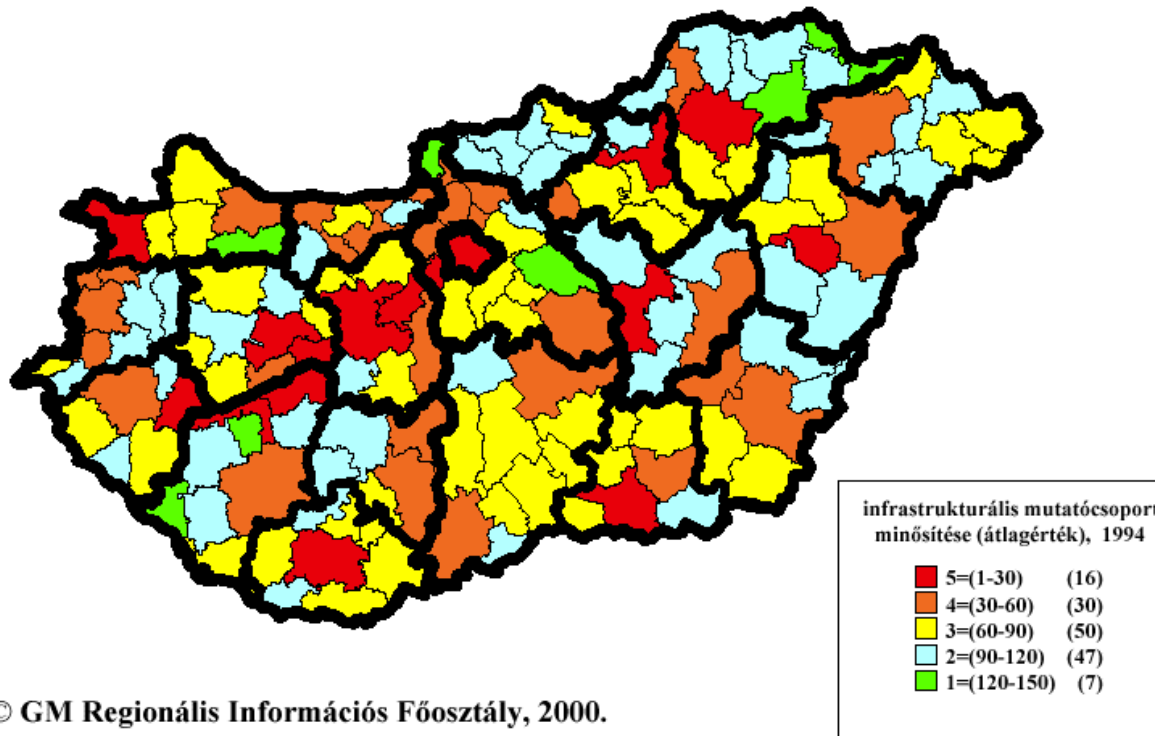 infrastrukturális mutatócsoport
minősítése (átlagérték), 1994
5=(1-30) (16)
4=(30-60) (30)
3=(60-90) (50)
2=(90-120) (47)
1=(120-150) (7)
© GM Regionális Információs Főosztály, 2000.